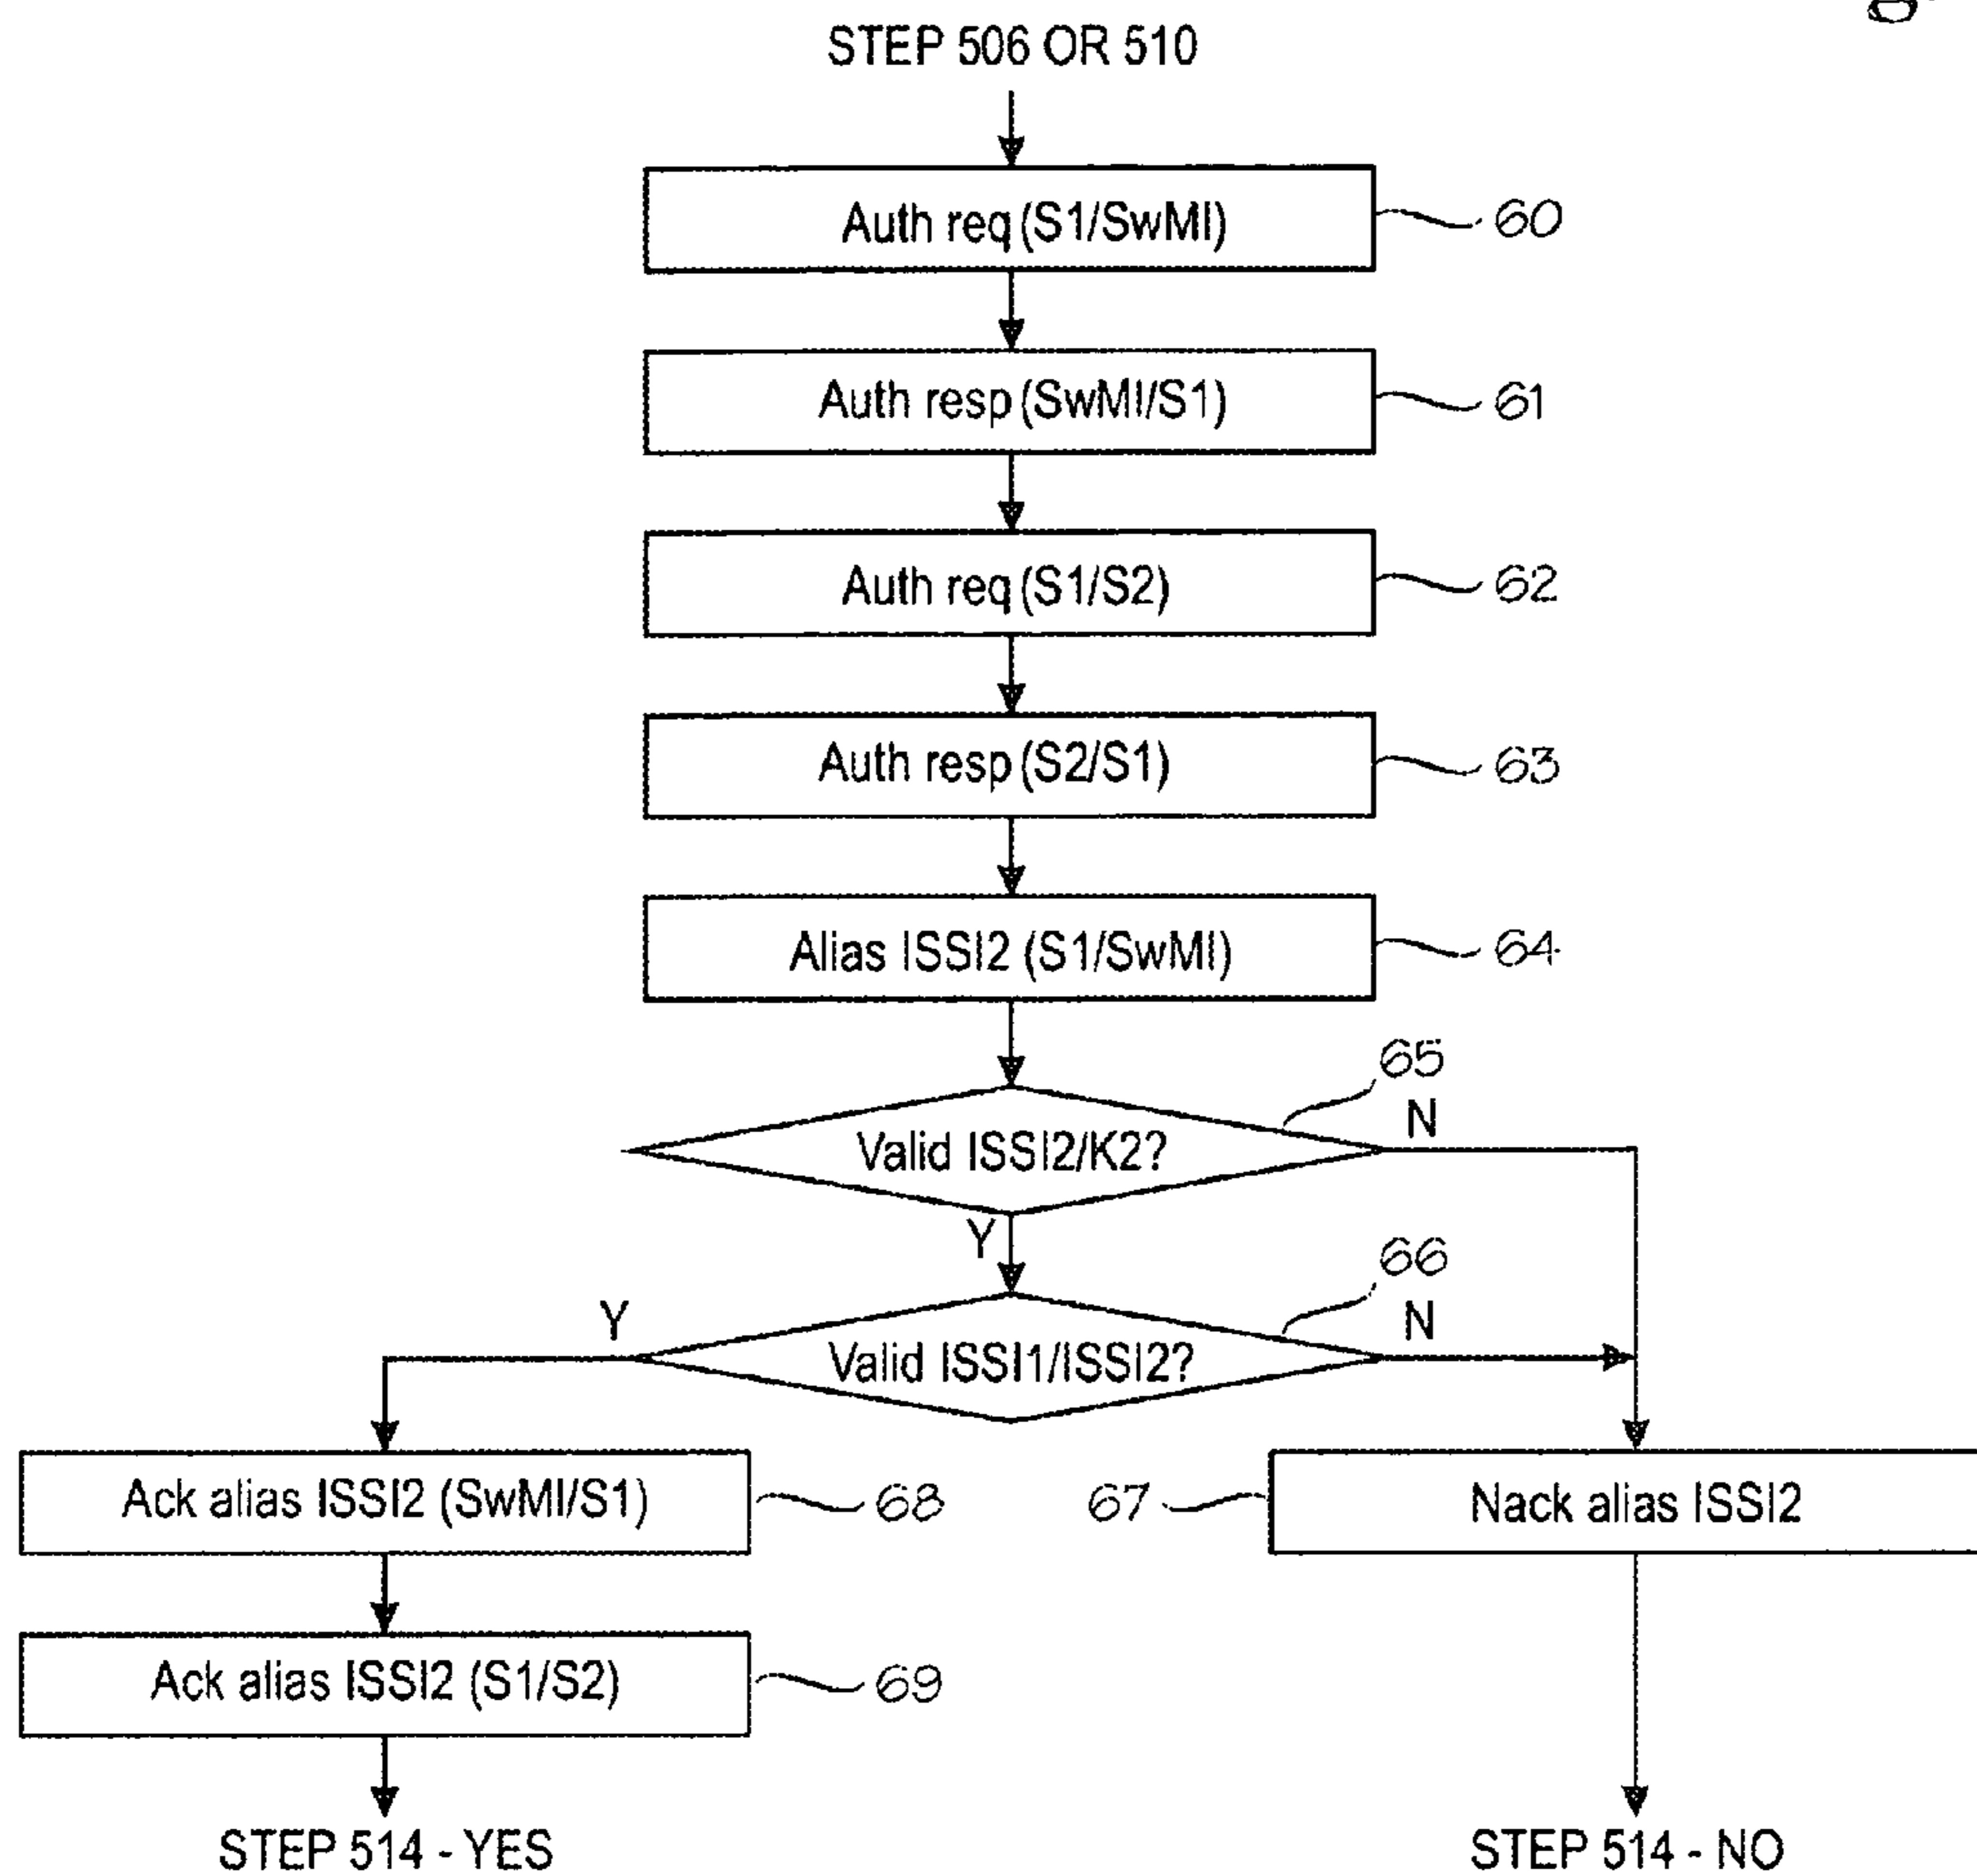 STEP 506 OR 510
Auth req (S1/SwMI)
60
Auth resp (SwMI/S1)
61
Auth req (S1/S2)
62
Auth resp (S2/S1)
63
Alias ISSI2 (S1/SwMI)
64
65
Valid ISSI2/K2?
N
Y
66
Y
Valid ISSI1/ISSI2?
N
Ack alias ISSI2 (SwMI/S1)
68
67
Nack alias ISSI2
Ack alias ISSI2 (S1/S2)
69
STEP 514 - YES
STEP 514 - NO